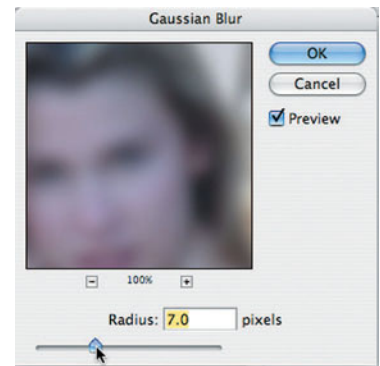 Gaussian Blur
OK
Cancel
Preview
100%
Radius: 7.0 pixels